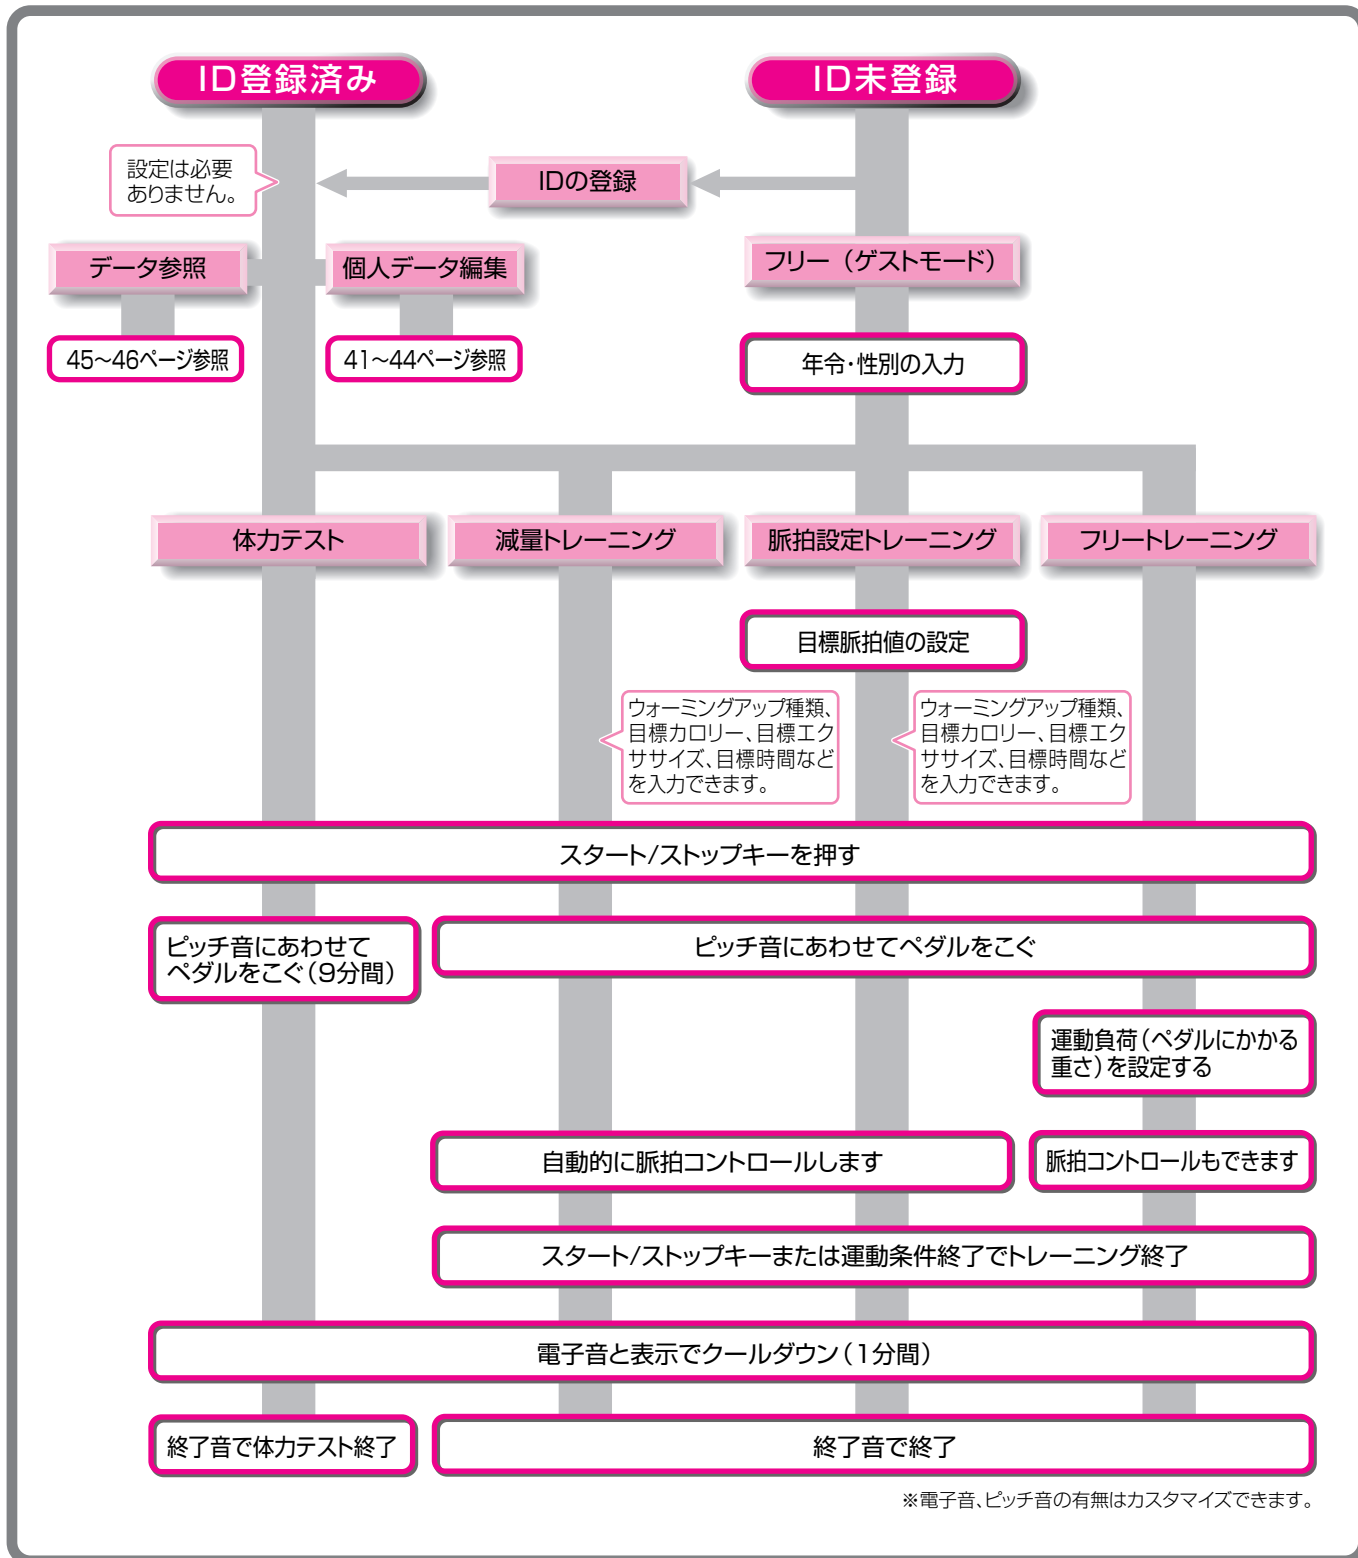 ID登録済み
ID未登録
設定は必要
ありません。
IDの登録
データ参照
個人データ編集
フリー（ゲストモード）
45～46ページ参照
41～44ページ参照
年令・性別の入力
体力テスト
減量トレーニング
脈拍設定トレーニング
フリートレーニング
目標脈拍値の設定
ウォーミングアップ種類、
目標カロリー、目標エク
ササイズ、目標時間など
を入力できます。
ウォーミングアップ種類、
目標カロリー、目標エク
ササイズ、目標時間など
を入力できます。
スタート/ストップキーを押す
ピッチ音にあわせて
ペダルをこぐ（9分間）
ピッチ音にあわせてペダルをこぐ
運動負荷（ペダルにかかる
重さ）を設定する
自動的に脈拍コントロールします
脈拍コントロールもできます
スタート/ストップキーまたは運動条件終了でトレーニング終了
電子音と表示でクールダウン（1分間）
終了音で体力テスト終了
終了音で終了
※電子音、ピッチ音の有無はカスタマイズできます。